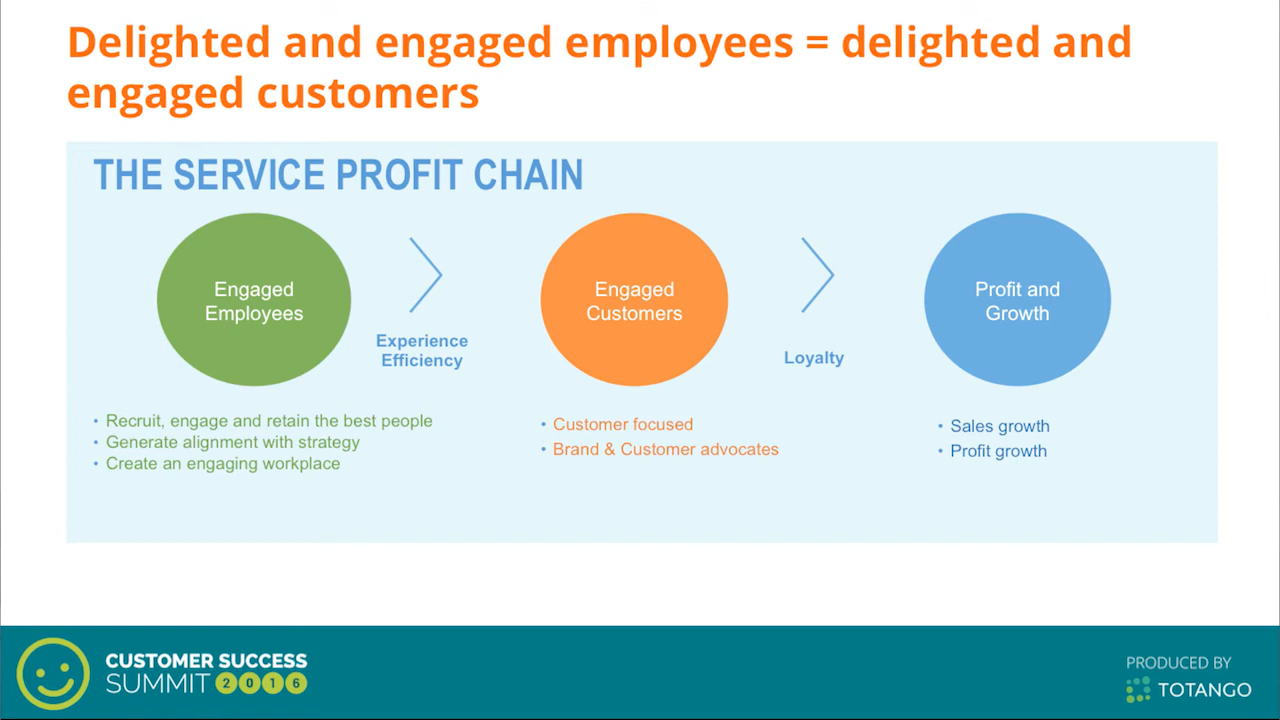 Delighted and engaged employees = delighted and
engaged customers
THE SERVICE PROFIT CHAIN
Engaged
Employees
Experience
Efficiency
Engaged
Customers
Loyalty
Profit and
Growth
• Recruit, engage and retain the best people
• Generate alignment with strategy
• Create an engaging workplace
• Customer focused
• Brand & Customer advocates
• Sales growth
• Profit growth
CUSTOMER SUCCESS
SUMMIT 2016
PRODUCED BY
TOTANGO